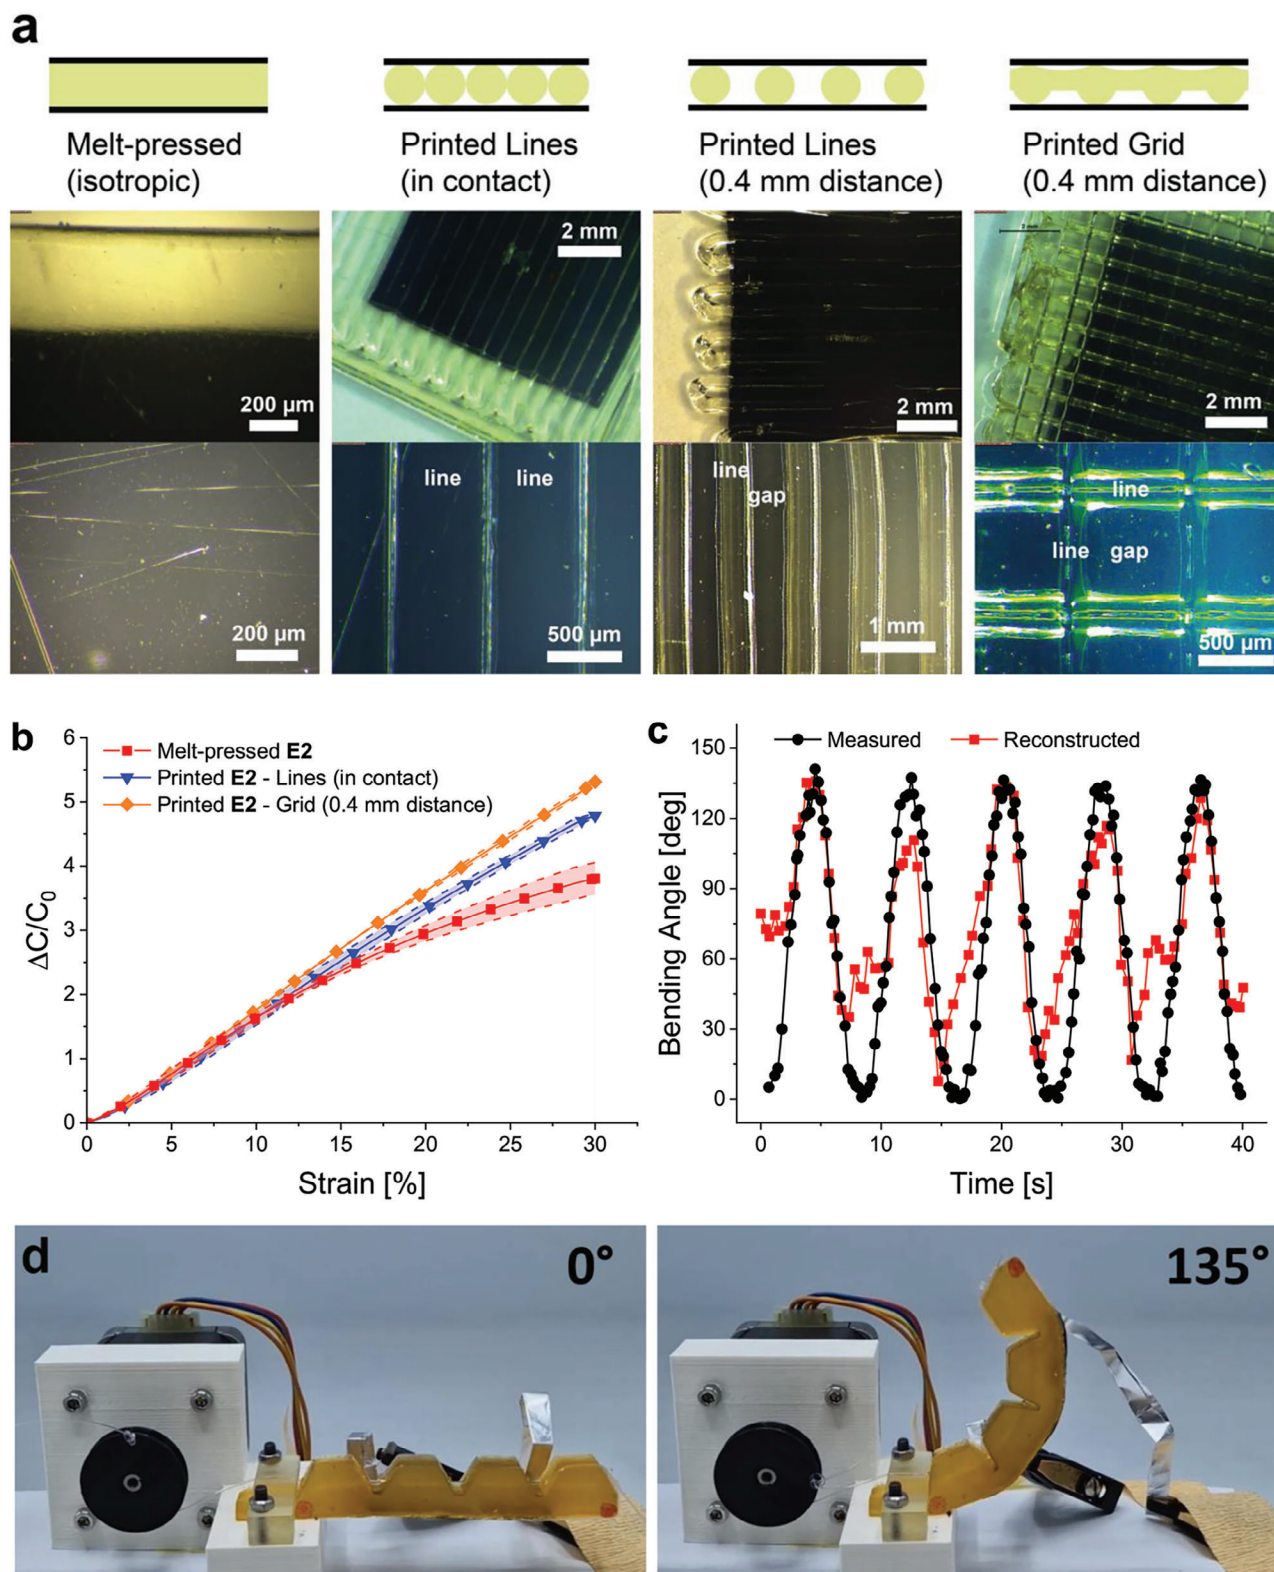 a
Melt-pressed
(isotropic)
Printed Lines
(in contact)
Printed Lines
(0.4 mm distance)
Printed Grid
(0.4 mm distance)
200 µm
2 mm
2 mm
2 mm
2 mm
200 µm
line
line
500 µm
line
gap
1 mm
line
line
gap
500 µm
b
Melt-pressed E2
Printed E2 - Lines (in contact)
Printed E2 - Grid (0.4 mm distance)
6
5
4
3
2
1
0
ΔC/C0
0
5
10
15
20
25
30
Strain [%]
c
Measured
Reconstructed
150
120
90
60
30
0
Bending Angle [deg]
0
10
20
30
40
Time [s]
d
0°
135°